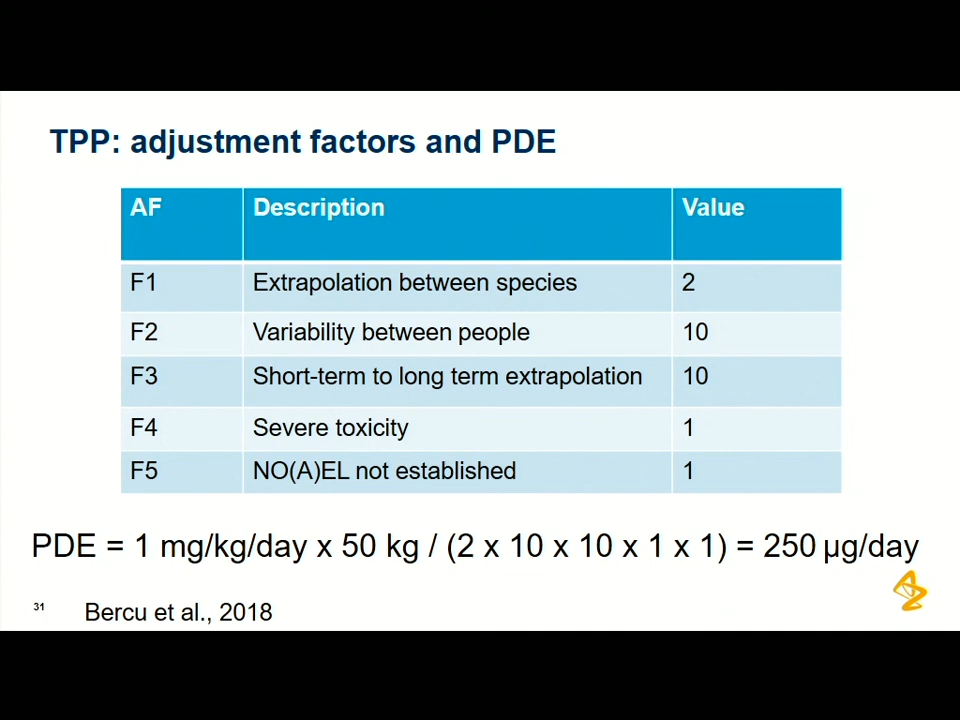 TPP: adjustment factors and PDE
AF Description Value
F1 Extrapolation between species 2
F2 Variability between people 10
F3 Short-term to long term extrapolation 10
F4 Severe toxicity 1
F5 NO(A)EL not established 1
PDE = 1 mg/kg/day x 50 kg / (2 x 10 x 10 x 1 x 1) = 250 µg/day
31 Bercu et al., 2018